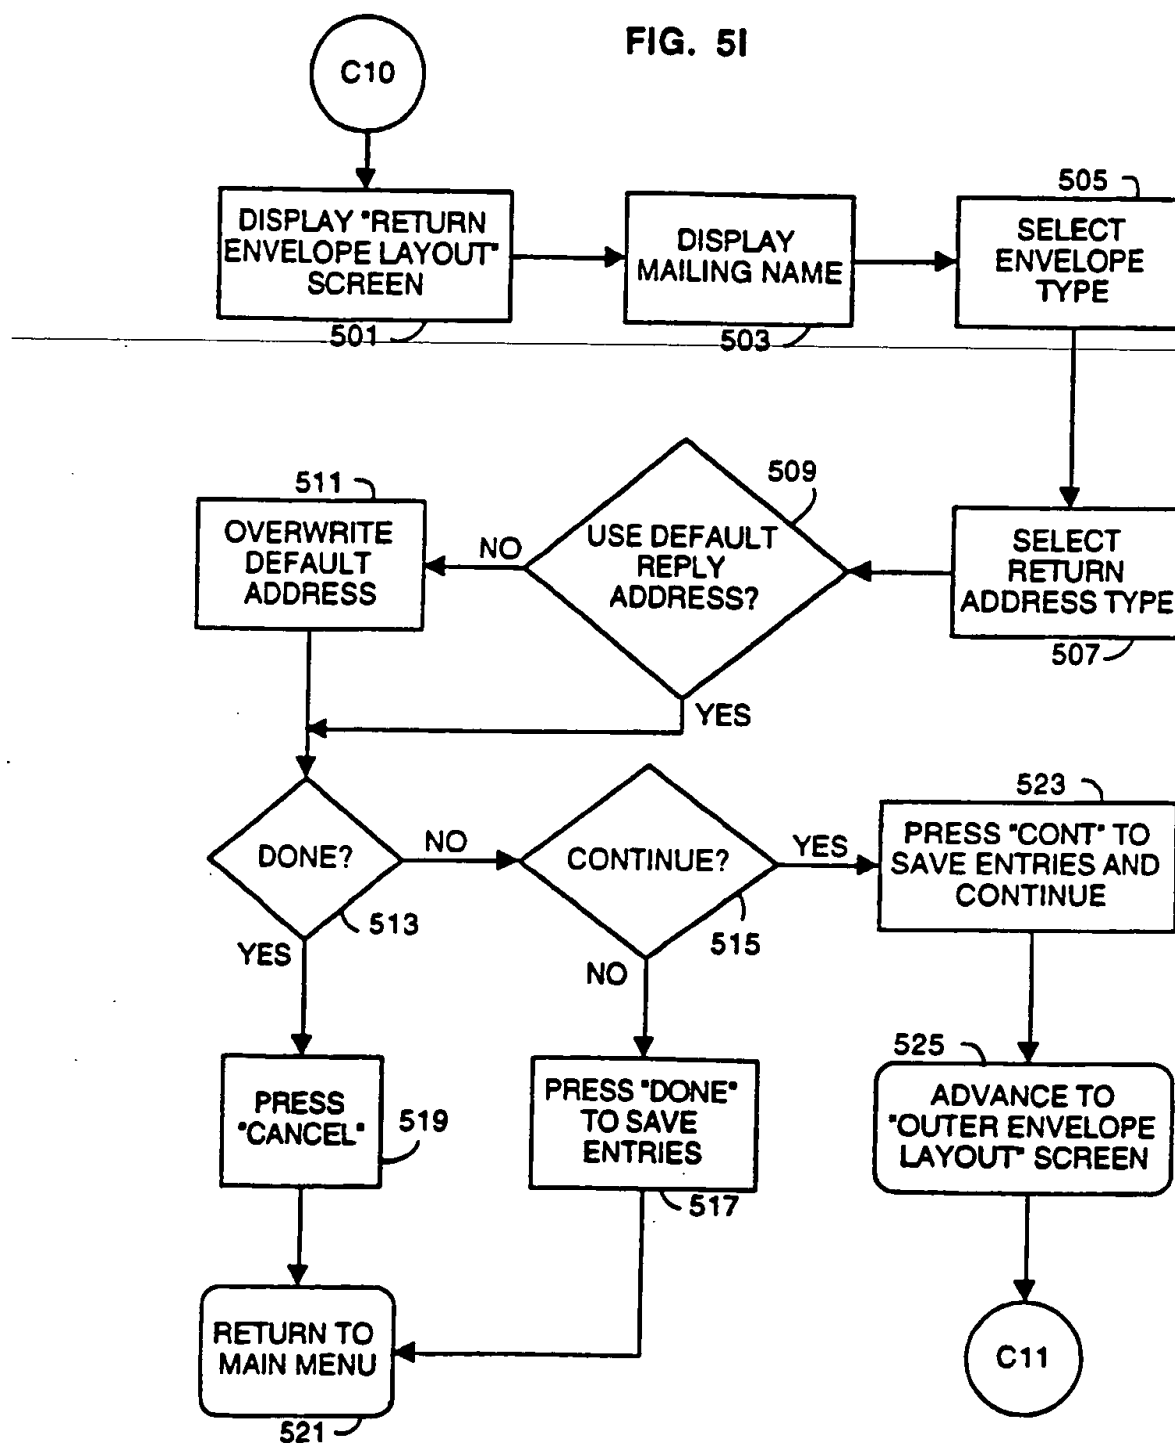 FIG. 5I
C10
DISPLAY "RETURN
ENVELOPE LAYOUT"
SCREEN
501
DISPLAY
MAILING NAME
503
505
SELECT
ENVELOPE
TYPE
SELECT
RETURN
ADDRESS TYPE
507
509
USE DEFAULT
REPLY
ADDRESS?
NO
YES
511
OVERWRITE
DEFAULT
ADDRESS
DONE?
513
NO
YES
CONTINUE?
515
YES
NO
523
PRESS "CONT" TO
SAVE ENTRIES AND
CONTINUE
PRESS
"CANCEL"
519
PRESS "DONE"
TO SAVE
ENTRIES
517
525
ADVANCE TO
"OUTER ENVELOPE
LAYOUT" SCREEN
RETURN TO
MAIN MENU
521
C11